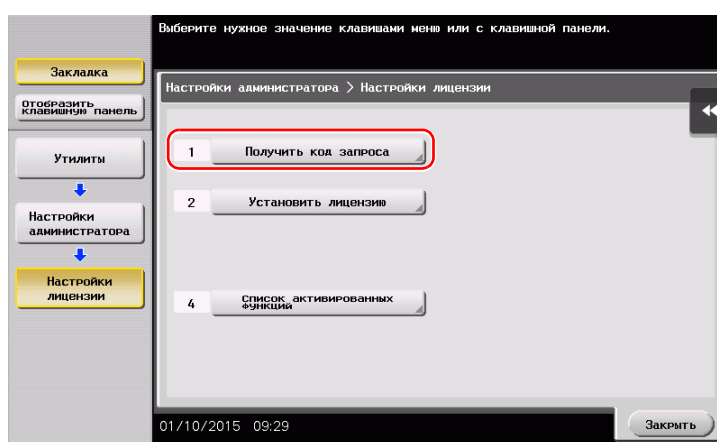 Выберите нужное значение клавишами меню или с клавишной панели.
Закладка
Отобразить
клавишную панель
Утилиты
Настройки
администратора
Настройки
лицензии
Настройки администратора > Настройки лицензии
1 Получить код запроса
2 Установить лицензию
4 Список активированных
функций
01/10/2015 09:29
Закрыть